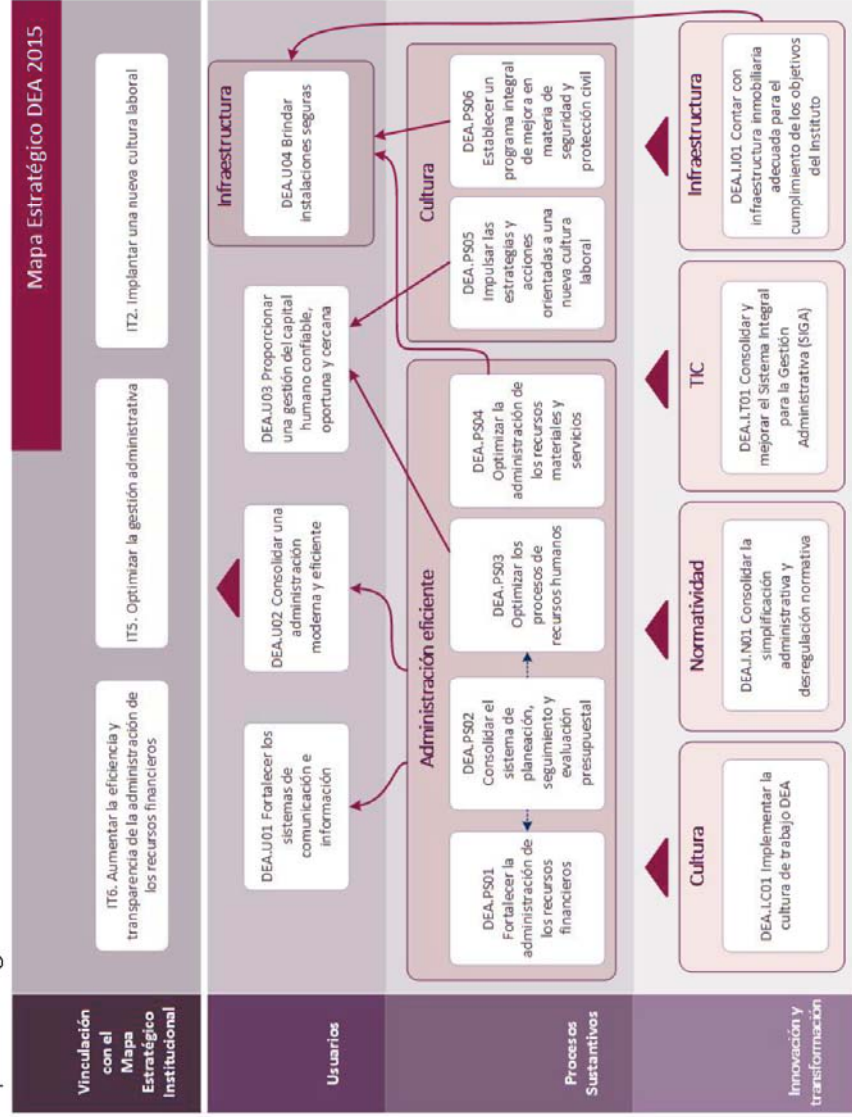 Mapa Estratégico DEA 2015
Vinculación
con el
Mapa
Estratégico
Institucional
IT6. Aumentar la eficiencia y
transparencia de la administración de
los recursos financieros
IT5. Optimizar la gestión administrativa
IT2. Implantar una nueva cultura laboral
Usuarios
DEA.U01 Fortalecer los
sistemas de
comunicación e
información
DEA.U02 Consolidar una
administración
moderna y eficiente
DEA.U03 Proporcionar
una gestión del capital
humano confiable,
oportuna y cercana
Infraestructura
DEA.U04 Brindar
instalaciones seguras
Procesos
Sustantivos
Administración eficiente
DEA.PS01
Fortalecer la
administración de
los recursos
financieros
DEA.PS02
Consolidar el
sistema de
planeación,
seguimiento y
evaluación
presupuestal
DEA.PS03
Optimizar los
procesos de
recursos humanos
DEA.PS04
Optimizar la
administración de
los recursos
materiales y
servicios
Cultura
DEA.PS05
Impulsar las
estrategias y
acciones
orientadas a una
nueva cultura
laboral
DEA.PS06
Establecer un
programa integral
de mejora en
materia de
seguridad y
protección civil
Innovación y
transformación
Cultura
DEA.I.C01 Implementar la
cultura de trabajo DEA
Normatividad
DEA.I.N01 Consolidar la
simplificación
administrativa y
desregulación normativa
TIC
DEA.I.T01 Consolidar y
mejorar el Sistema Integral
para la Gestión
Administrativa (SIGA)
Infraestructura
DEA.I.I01 Contar con
infraestructura inmobiliaria
adecuada para el
cumplimiento de los objetivos
del Instituto